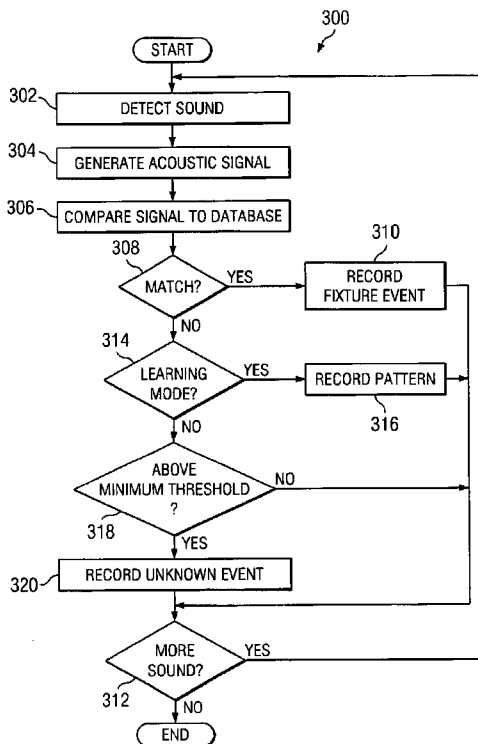 300
START
302
DETECT SOUND
304
GENERATE ACOUSTIC SIGNAL
306
COMPARE SIGNAL TO DATABASE
308
MATCH?
YES
310
RECORD
FIXTURE EVENT
NO
314
LEARNING
MODE?
YES
RECORD PATTERN
316
NO
ABOVE
MINIMUM THRESHOLD
?
NO
318
YES
320
RECORD UNKNOWN EVENT
MORE
SOUND?
YES
312
NO
END